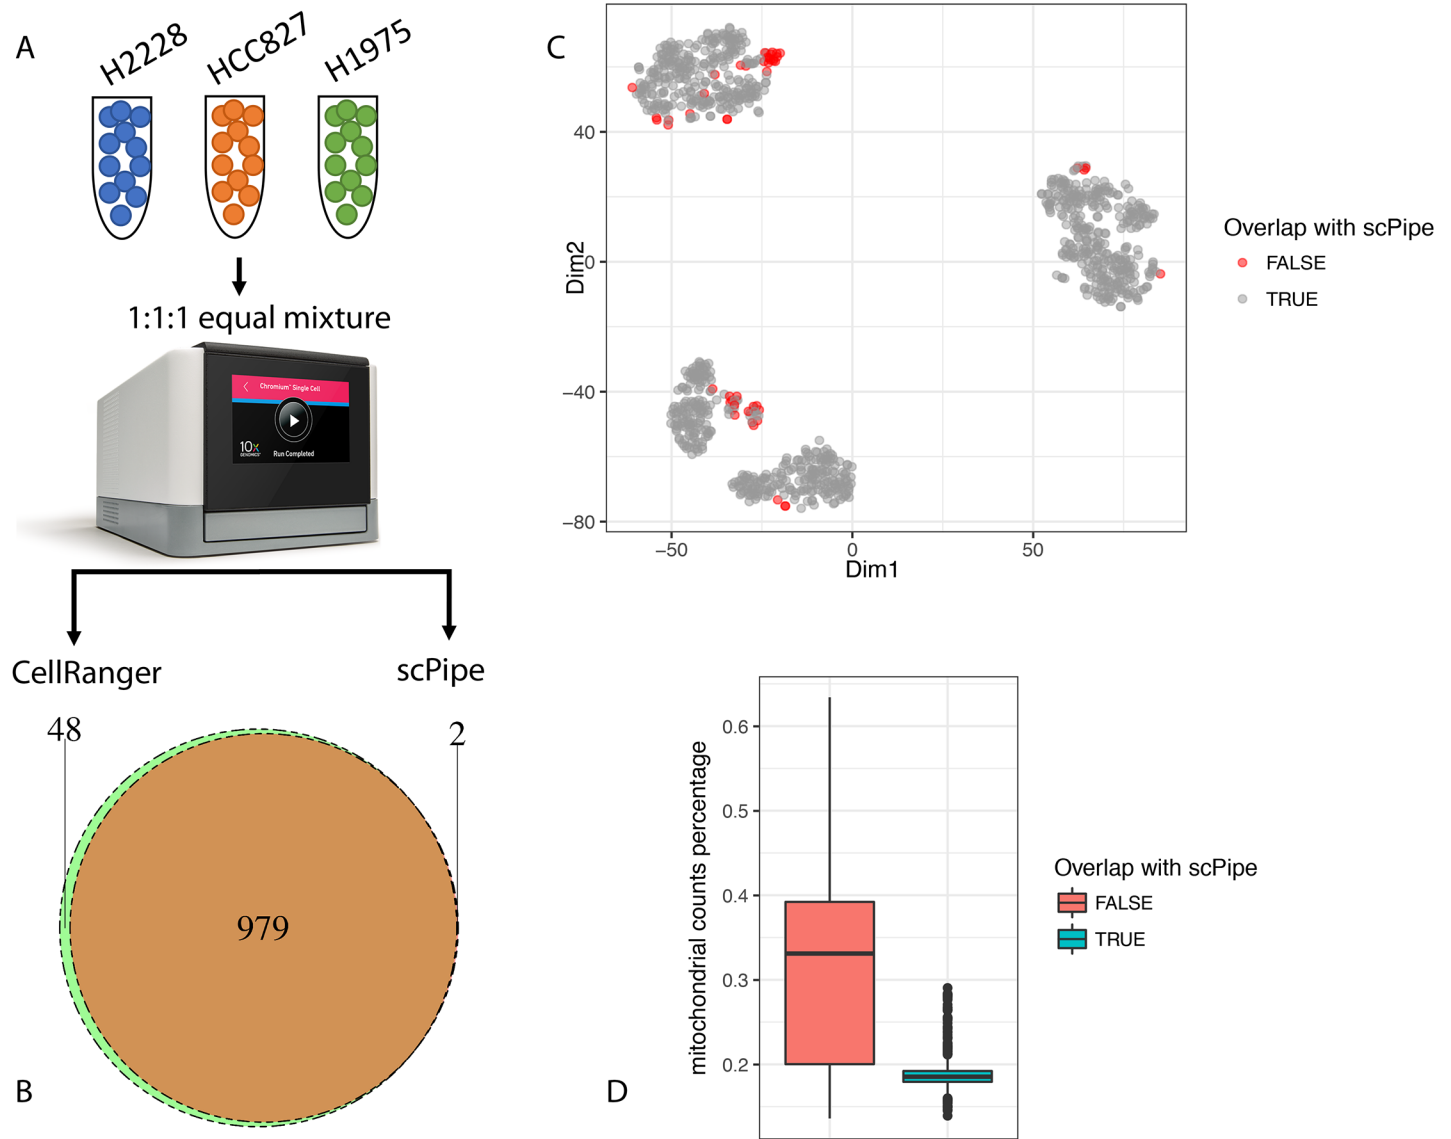 A
H2228
HCC827
H1975
1:1:1 equal mixture
Chromium™ Single Cell
10x
GENOMICS
Run Completed
CellRanger
scPipe
48
2
979
B
C
Dim2
40
0
−40
−80
−50
0
50
Dim1
Overlap with scPipe
FALSE
TRUE
D
mitochondrial counts percentage
0.6
0.5
0.4
0.3
0.2
Overlap with scPipe
FALSE
TRUE